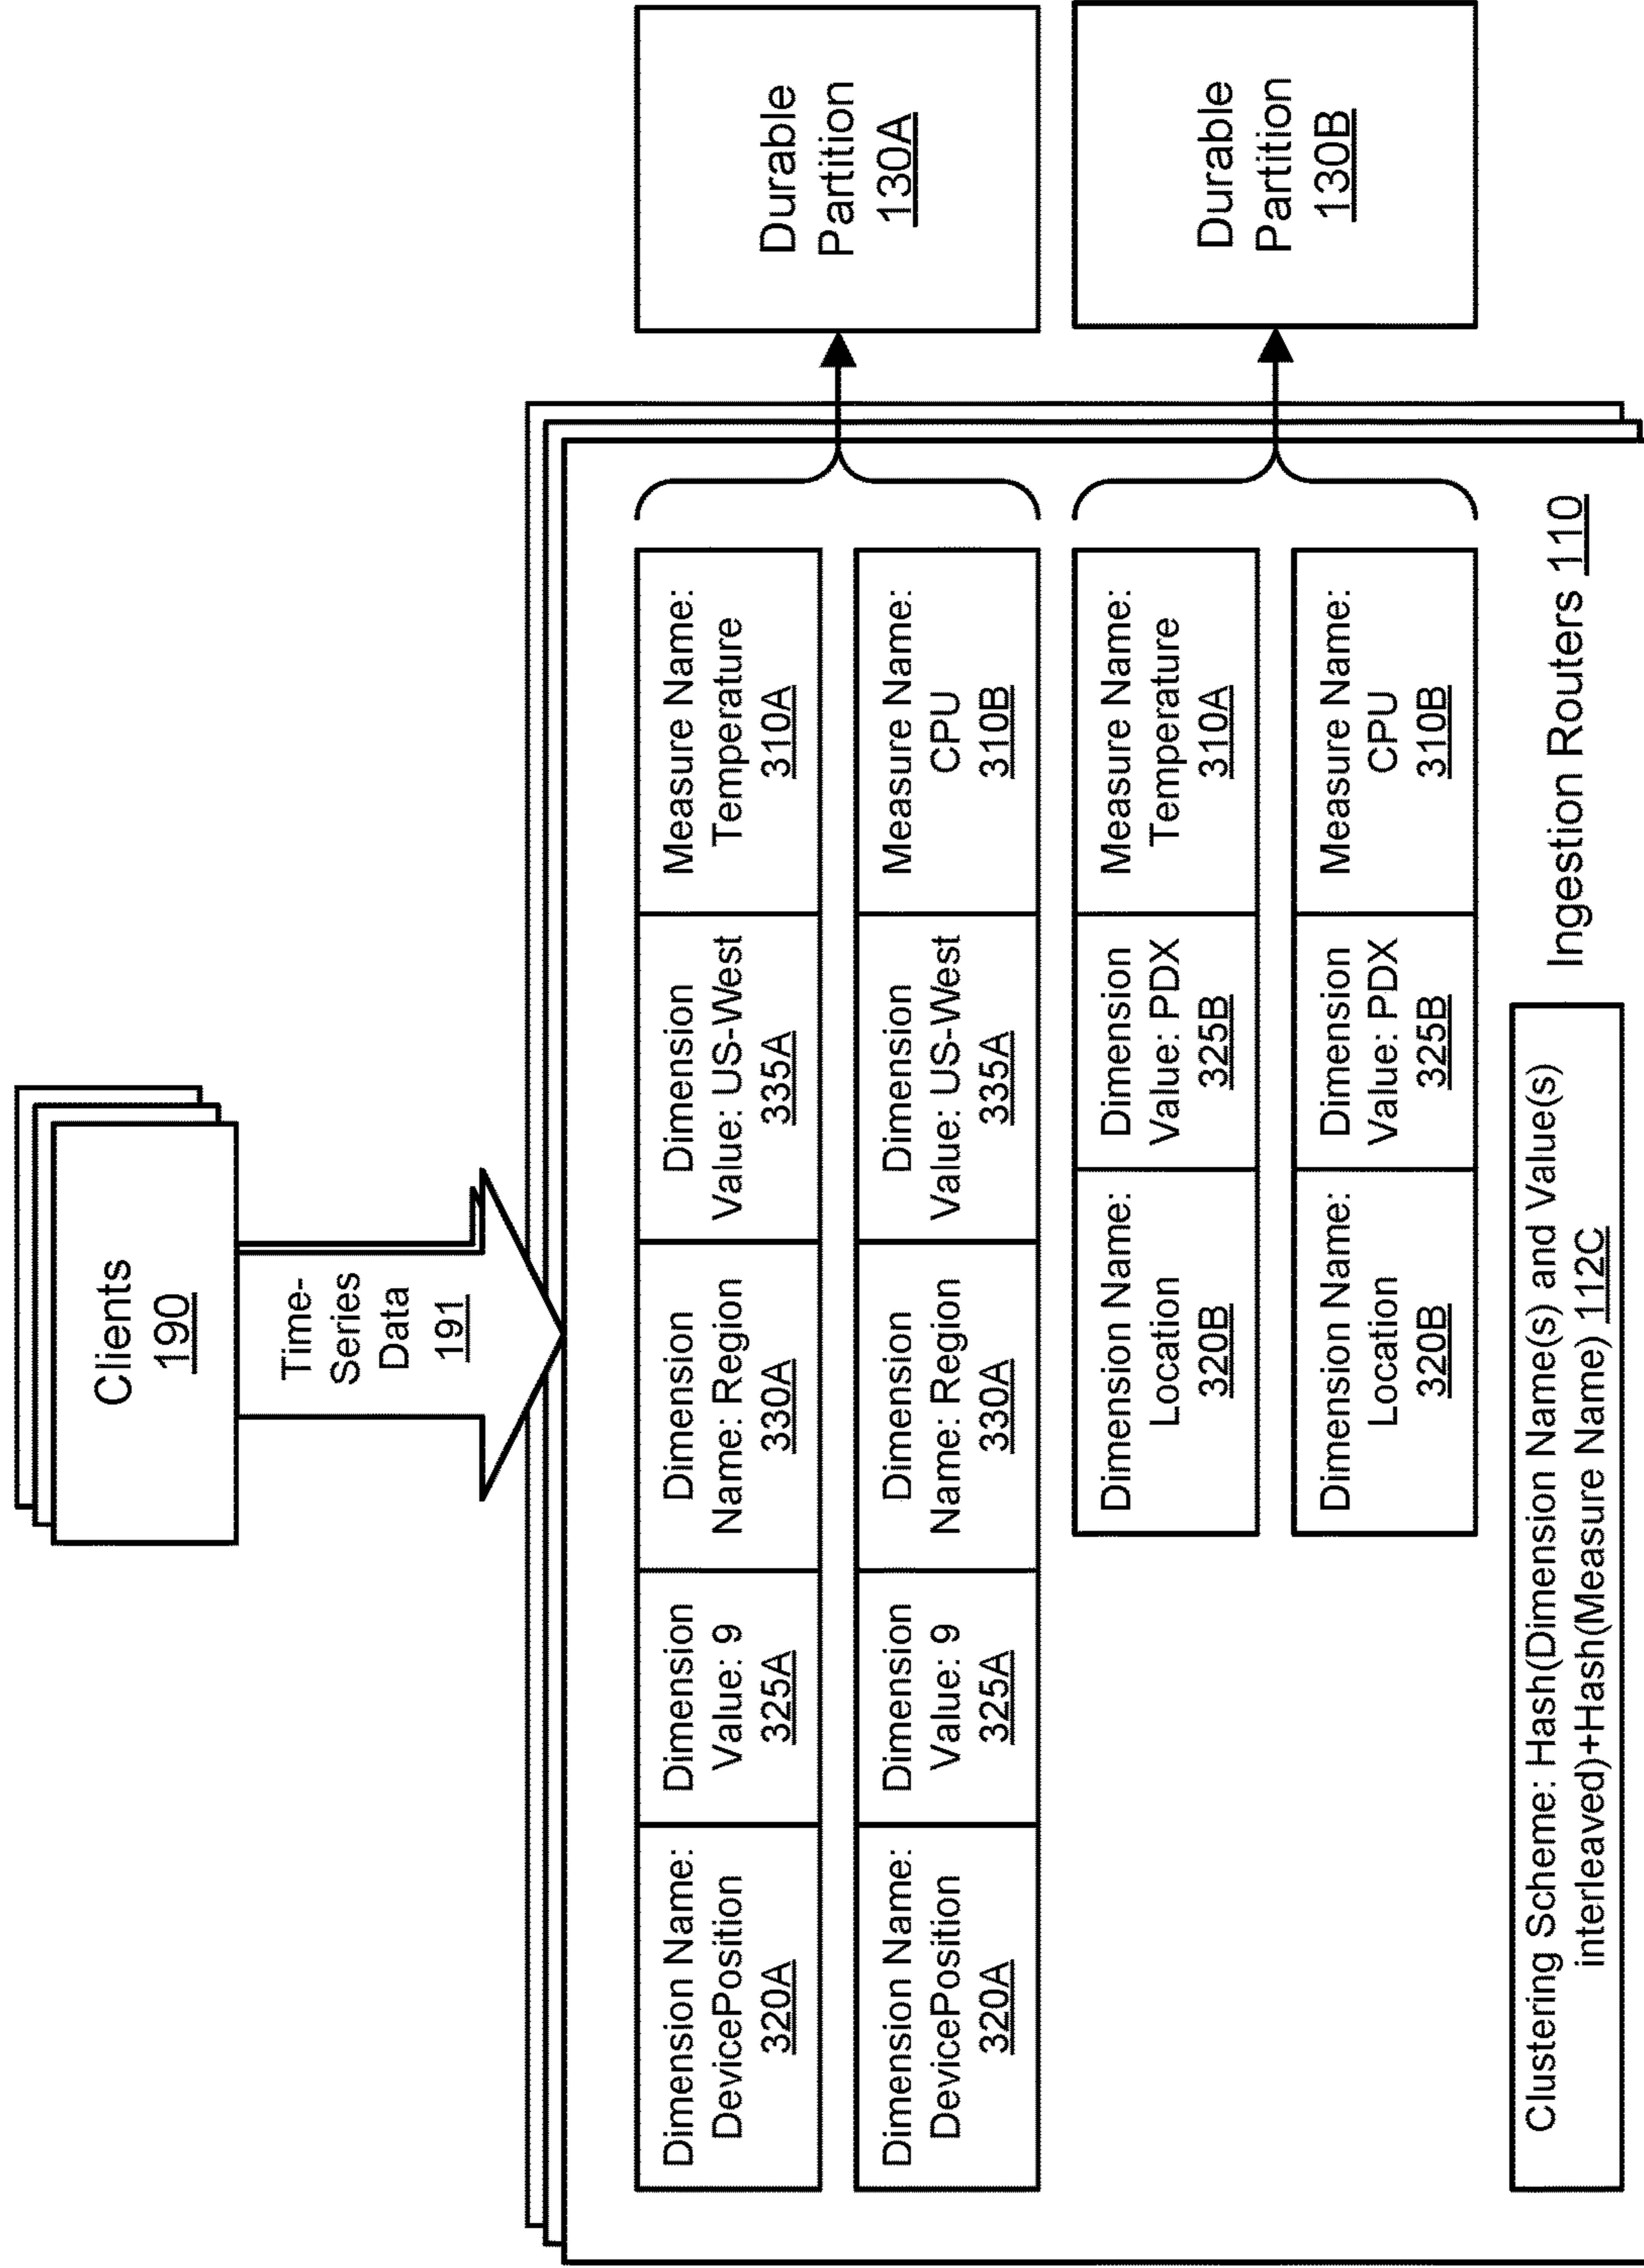 Clients
190
Time-
Series
Data
191
Dimension Name:
DevicePosition
320A
Dimension
Value: 9
325A
Dimension
Name: Region
330A
Dimension
Value: US-West
335A
Measure Name:
Temperature
310A
Dimension Name:
DevicePosition
320A
Dimension
Value: 9
325A
Dimension
Name: Region
330A
Dimension
Value: US-West
335A
Measure Name:
CPU
310B
Durable
Partition
130A
Dimension Name:
Location
320B
Dimension
Value: PDX
325B
Measure Name:
Temperature
310A
Dimension Name:
Location
320B
Dimension
Value: PDX
325B
Measure Name:
CPU
310B
Durable
Partition
130B
Clustering Scheme: Hash(Dimension Name(s) and Value(s)
interleaved)+Hash(Measure Name) 112C
Ingestion Routers 110